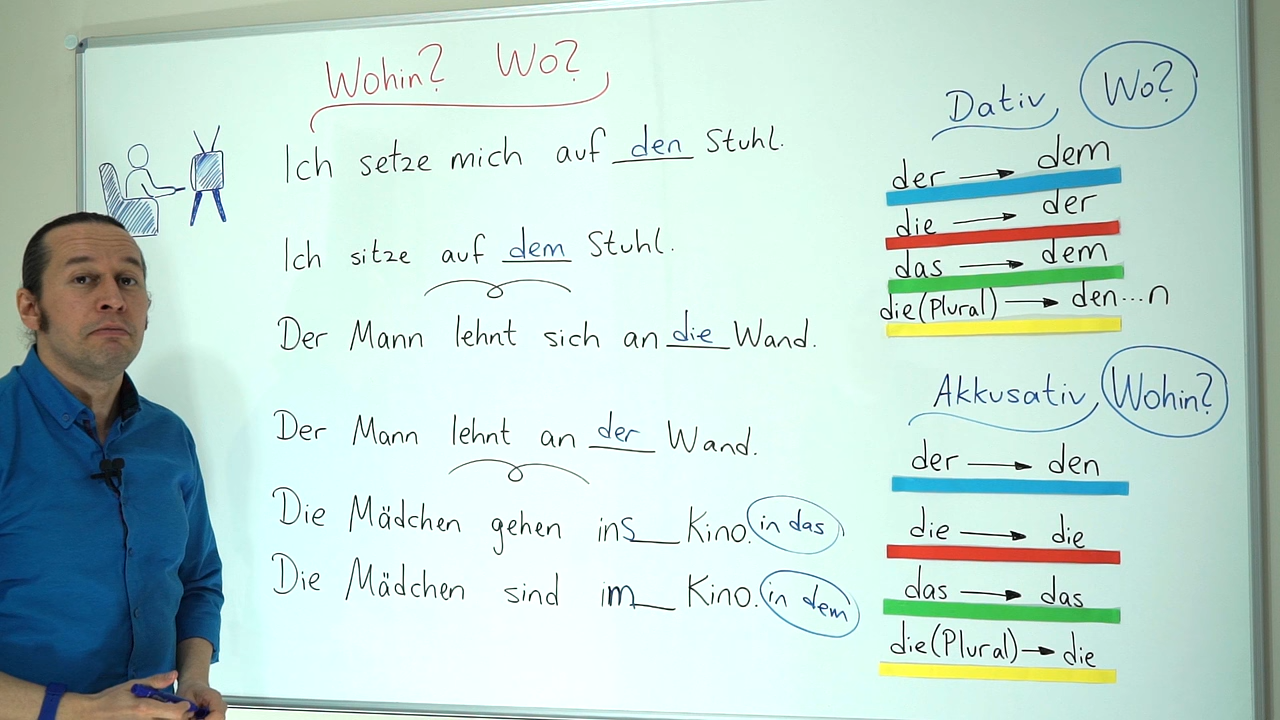 Wohin? Wo?
Ich setze mich auf den Stuhl.
Ich sitze auf dem Stuhl.
Der Mann lehnt sich an die Wand.
Der Mann lehnt an der Wand.
Die Mädchen gehen ins Kino. in das
Die Mädchen sind im Kino. in dem
Dativ, Wo?
der → dem
die → der
das → dem
die (Plural) → den...n
Akkusativ, Wohin?
der → den
die → die
das → das
die (Plural) → die